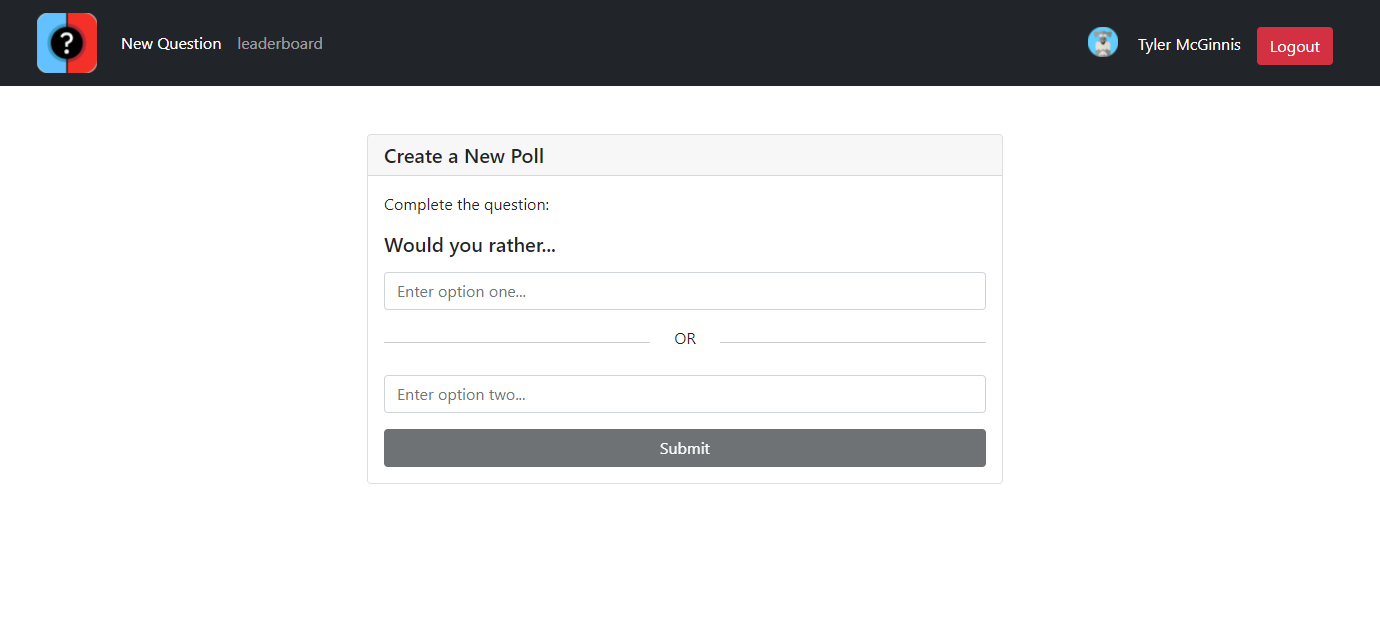 ?
New Question leaderboard Tyler McGinnis Logout
Create a New Poll
Complete the question:
Would you rather...
Enter option one...
OR
Enter option two...
Submit